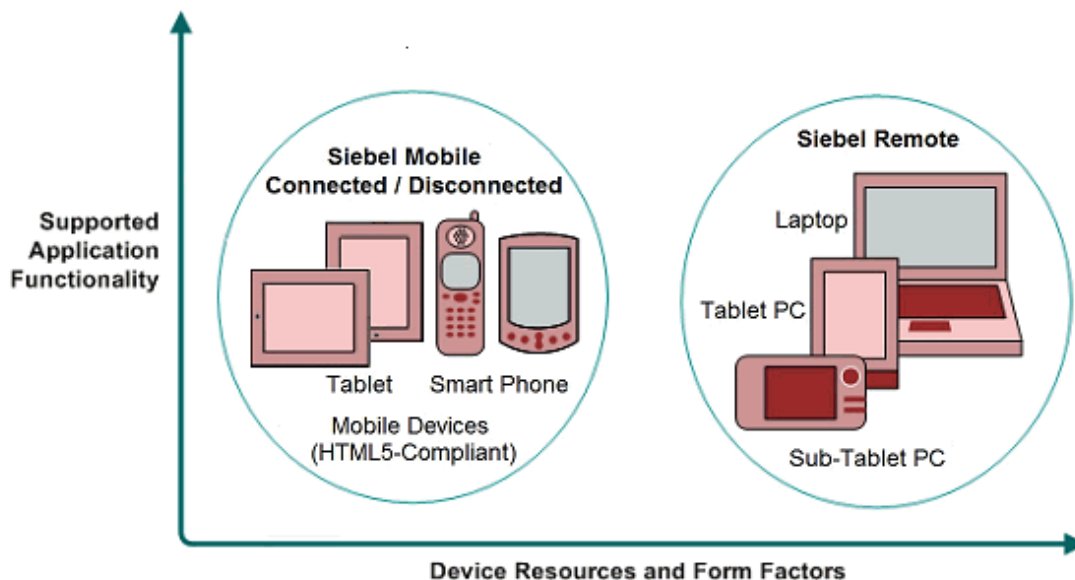 Supported
Application
Functionality
Siebel Mobile
Connected / Disconnected
Tablet
Smart Phone
Mobile Devices
(HTML5-Compliant)
Siebel Remote
Laptop
Tablet PC
Sub-Tablet PC
Device Resources and Form Factors